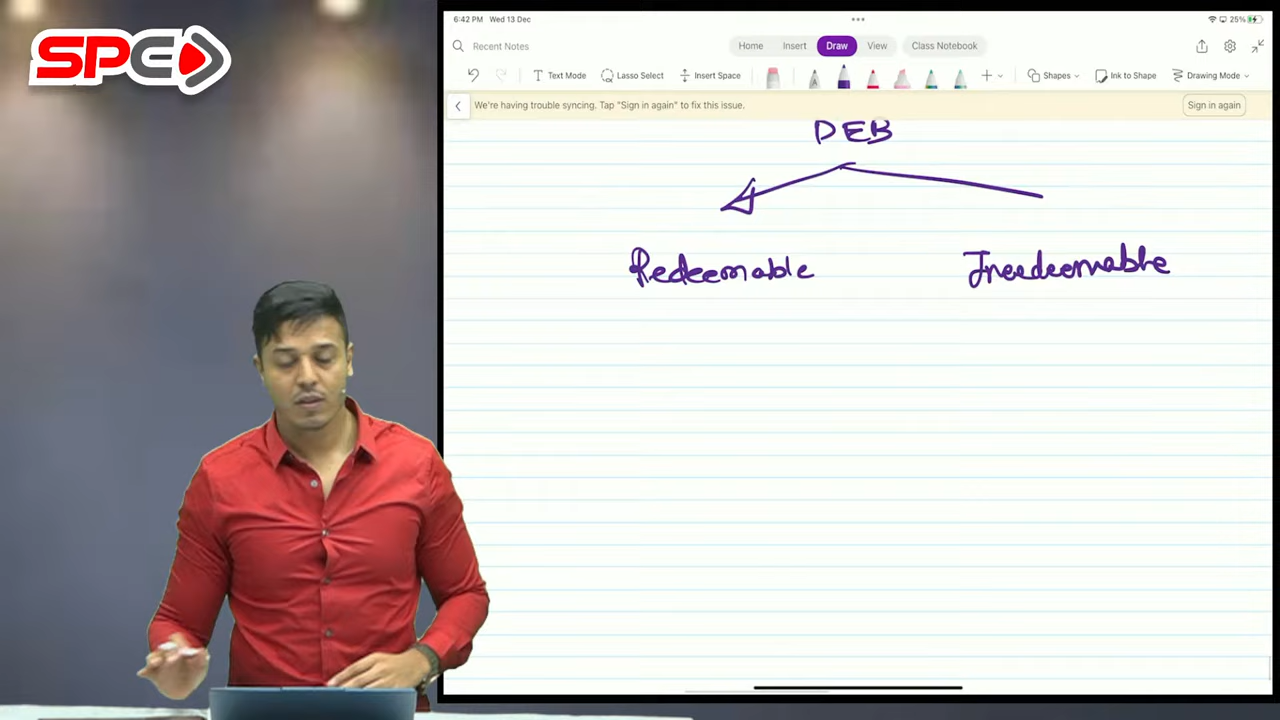 SPED
6:42 PM Wed 13 Dec
25%
Recent Notes
Home Insert Draw View Class Notebook
Text Mode Lasso Select Insert Space Shapes Ink to Shape Drawing Mode
We're having trouble syncing. Tap "Sign in again" to fix this issue. Sign in again
DEB
Redeemable Irredeemable